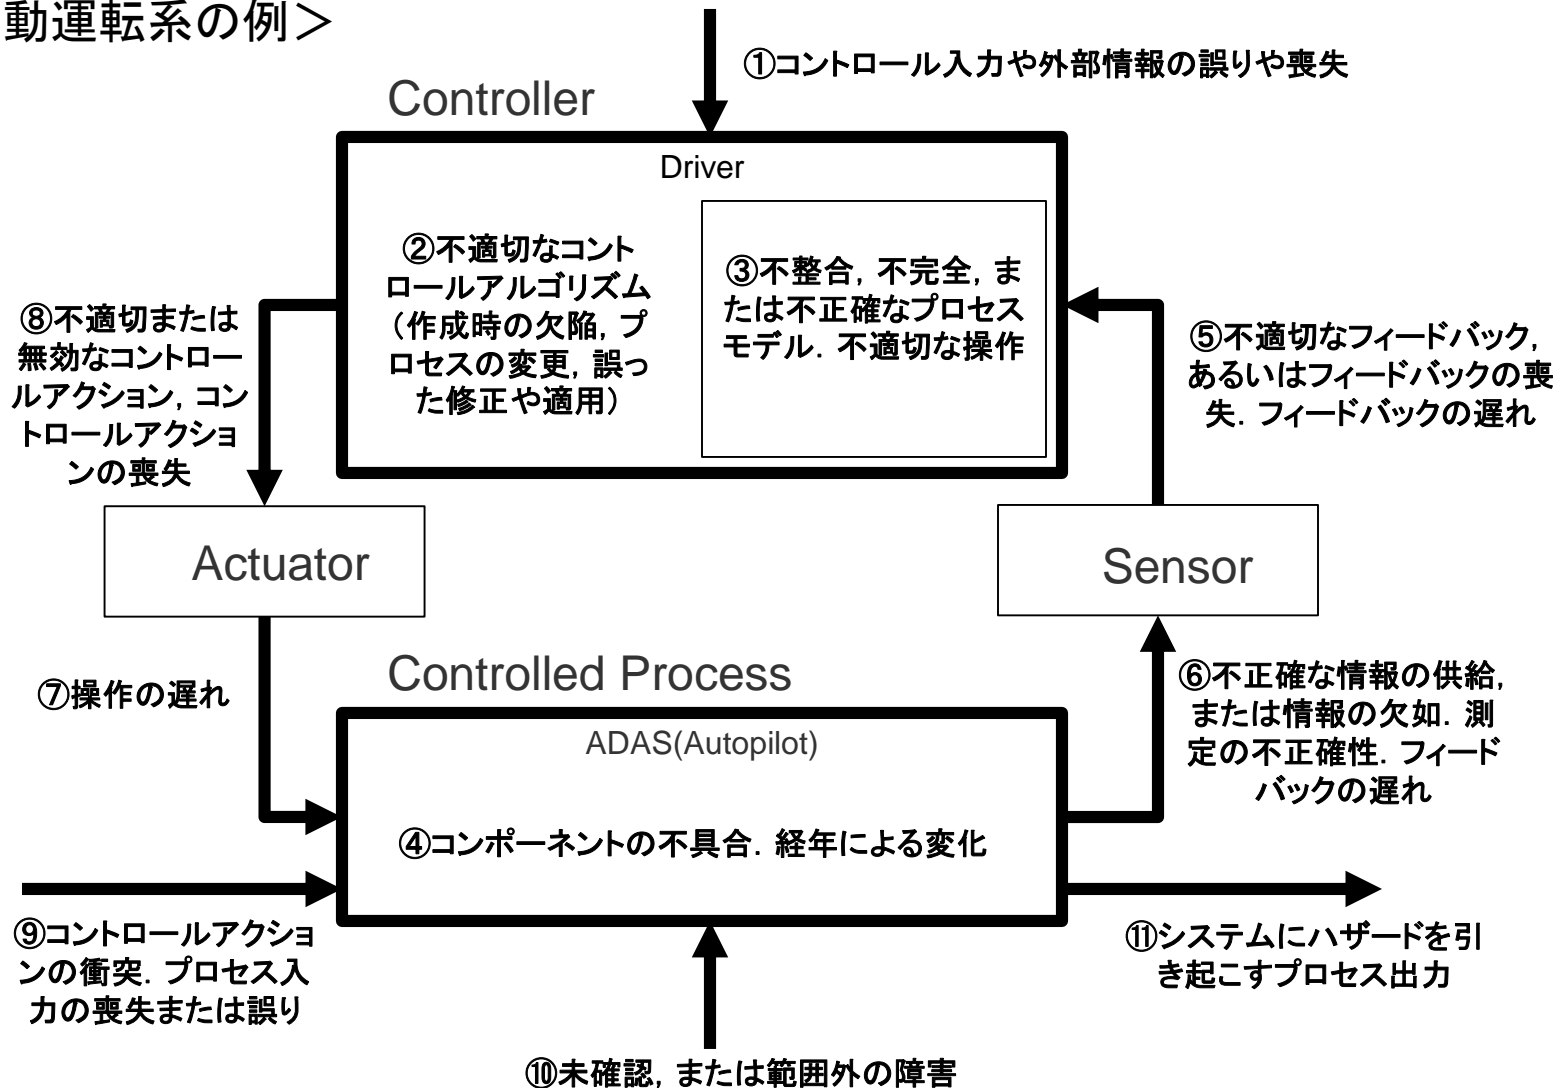 動運転系の例＞
①コントロール入力や外部情報の誤りや喪失
Controller
Driver
②不適切なコント
ロールアルゴリズム
（作成時の欠陥，プ
ロセスの変更，誤っ
た修正や適用）
③不整合，不完全，ま
たは不正確なプロセス
モデル．不適切な操作
⑧不適切または
無効なコントロー
ルアクション，コン
トロールアクショ
ンの喪失
⑤不適切なフィードバック，
あるいはフィードバックの喪
失．フィードバックの遅れ
Actuator
Sensor
⑦操作の遅れ
Controlled Process
⑥不正確な情報の供給，
または情報の欠如．測
定の不正確性．フィード
バックの遅れ
ADAS(Autopilot)
④コンポーネントの不具合．経年による変化
⑨コントロールアクショ
ンの衝突．プロセス入
力の喪失または誤り
⑪システムにハザードを引
き起こすプロセス出力
⑩未確認，または範囲外の障害